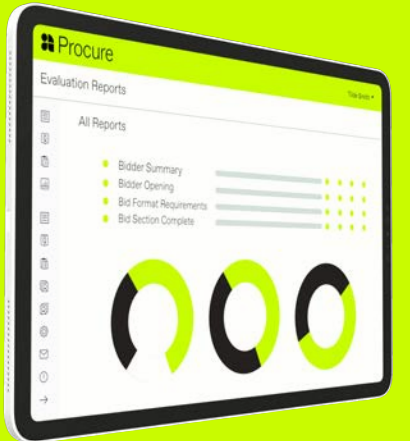 Procure
Evaluation Reports
All Reports
Bidder Summary
Bidder Opening
Bid Format Requirements
Bid Section Complete